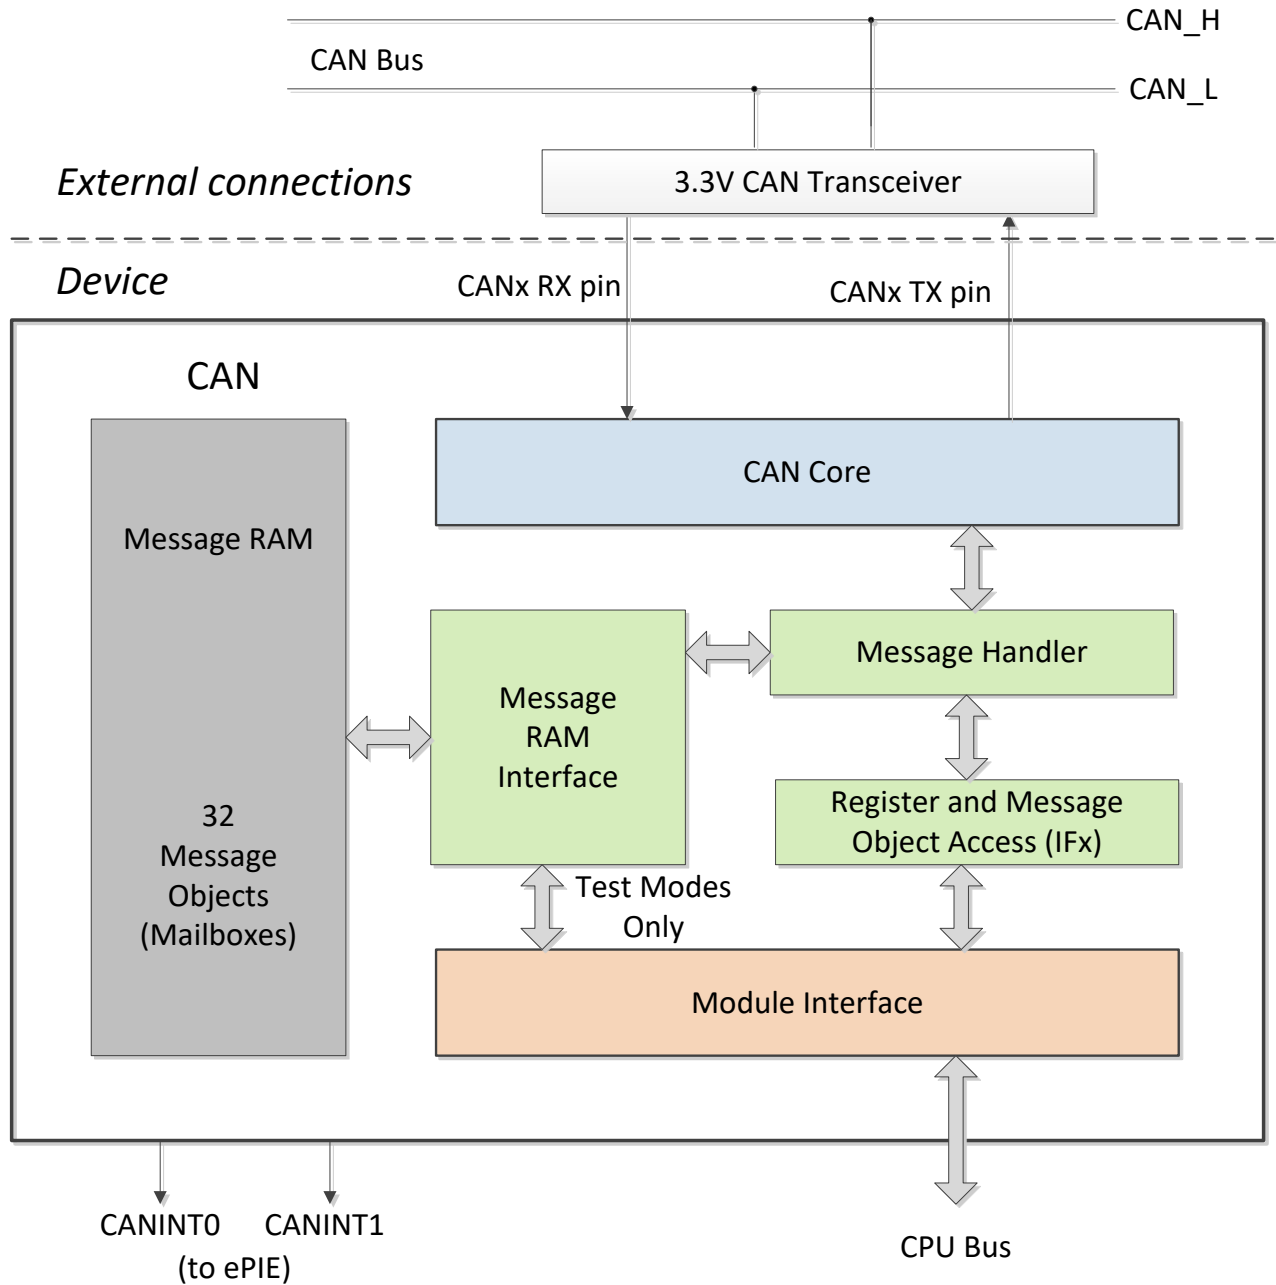 CAN_H
CAN Bus
CAN_L
External connections
3.3V CAN Transceiver
Device
CANx RX pin
CANx TX pin
CAN
CAN Core
Message RAM
Message Handler
Message
RAM
Interface
Register and Message
Object Access (IFx)
32
Message
Objects
(Mailboxes)
Test Modes
Only
Module Interface
CANINT0
CANINT1
(to ePIE)
CPU Bus